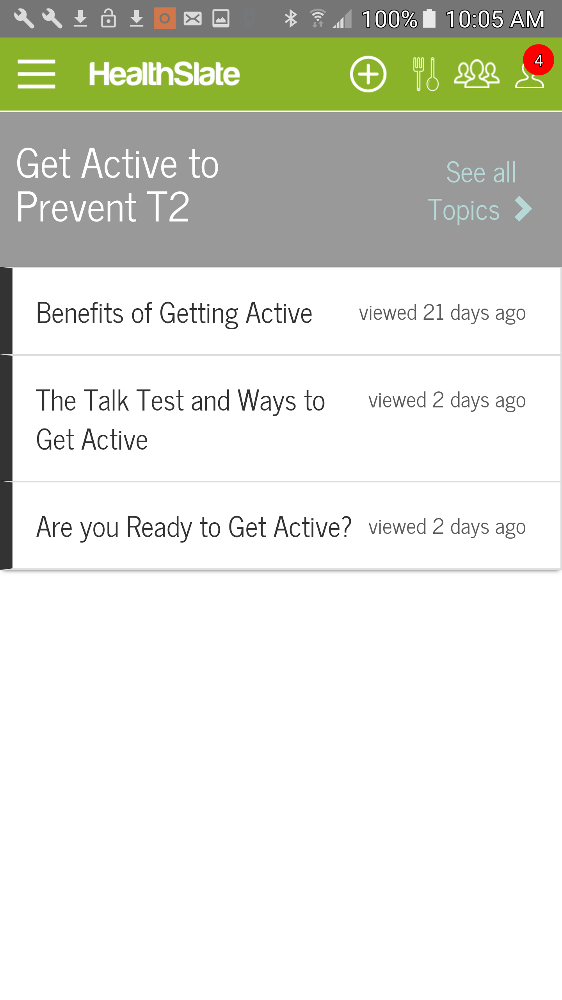 100% 10:05 AM
HealthSlate
4
Get Active to
Prevent T2
See all
Topics
Benefits of Getting Active
viewed 21 days ago
The Talk Test and Ways to
Get Active
viewed 2 days ago
Are you Ready to Get Active?
viewed 2 days ago